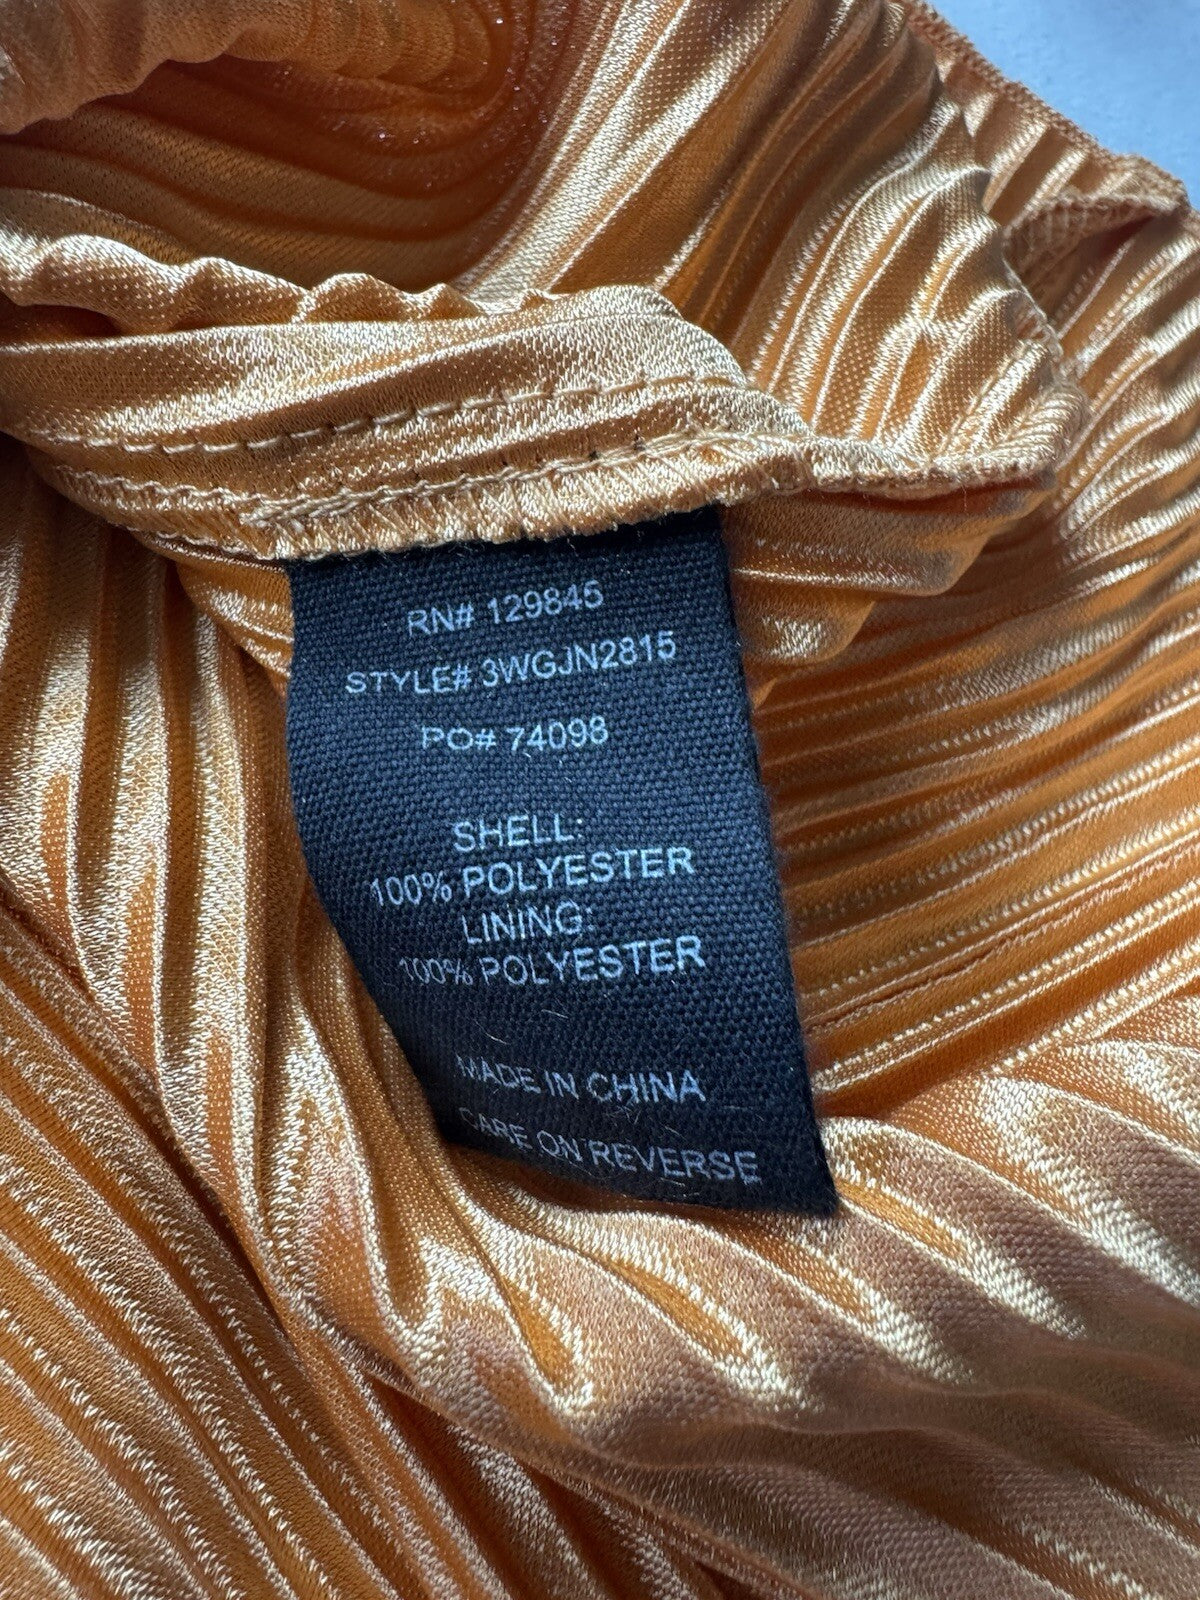 RN# 129845
STYLE# 3WGJN2815
PO# 74098
SHELL:
100% POLYESTER
LINING:
100% POLYESTER
MADE IN CHINA
CARE ON REVERSE